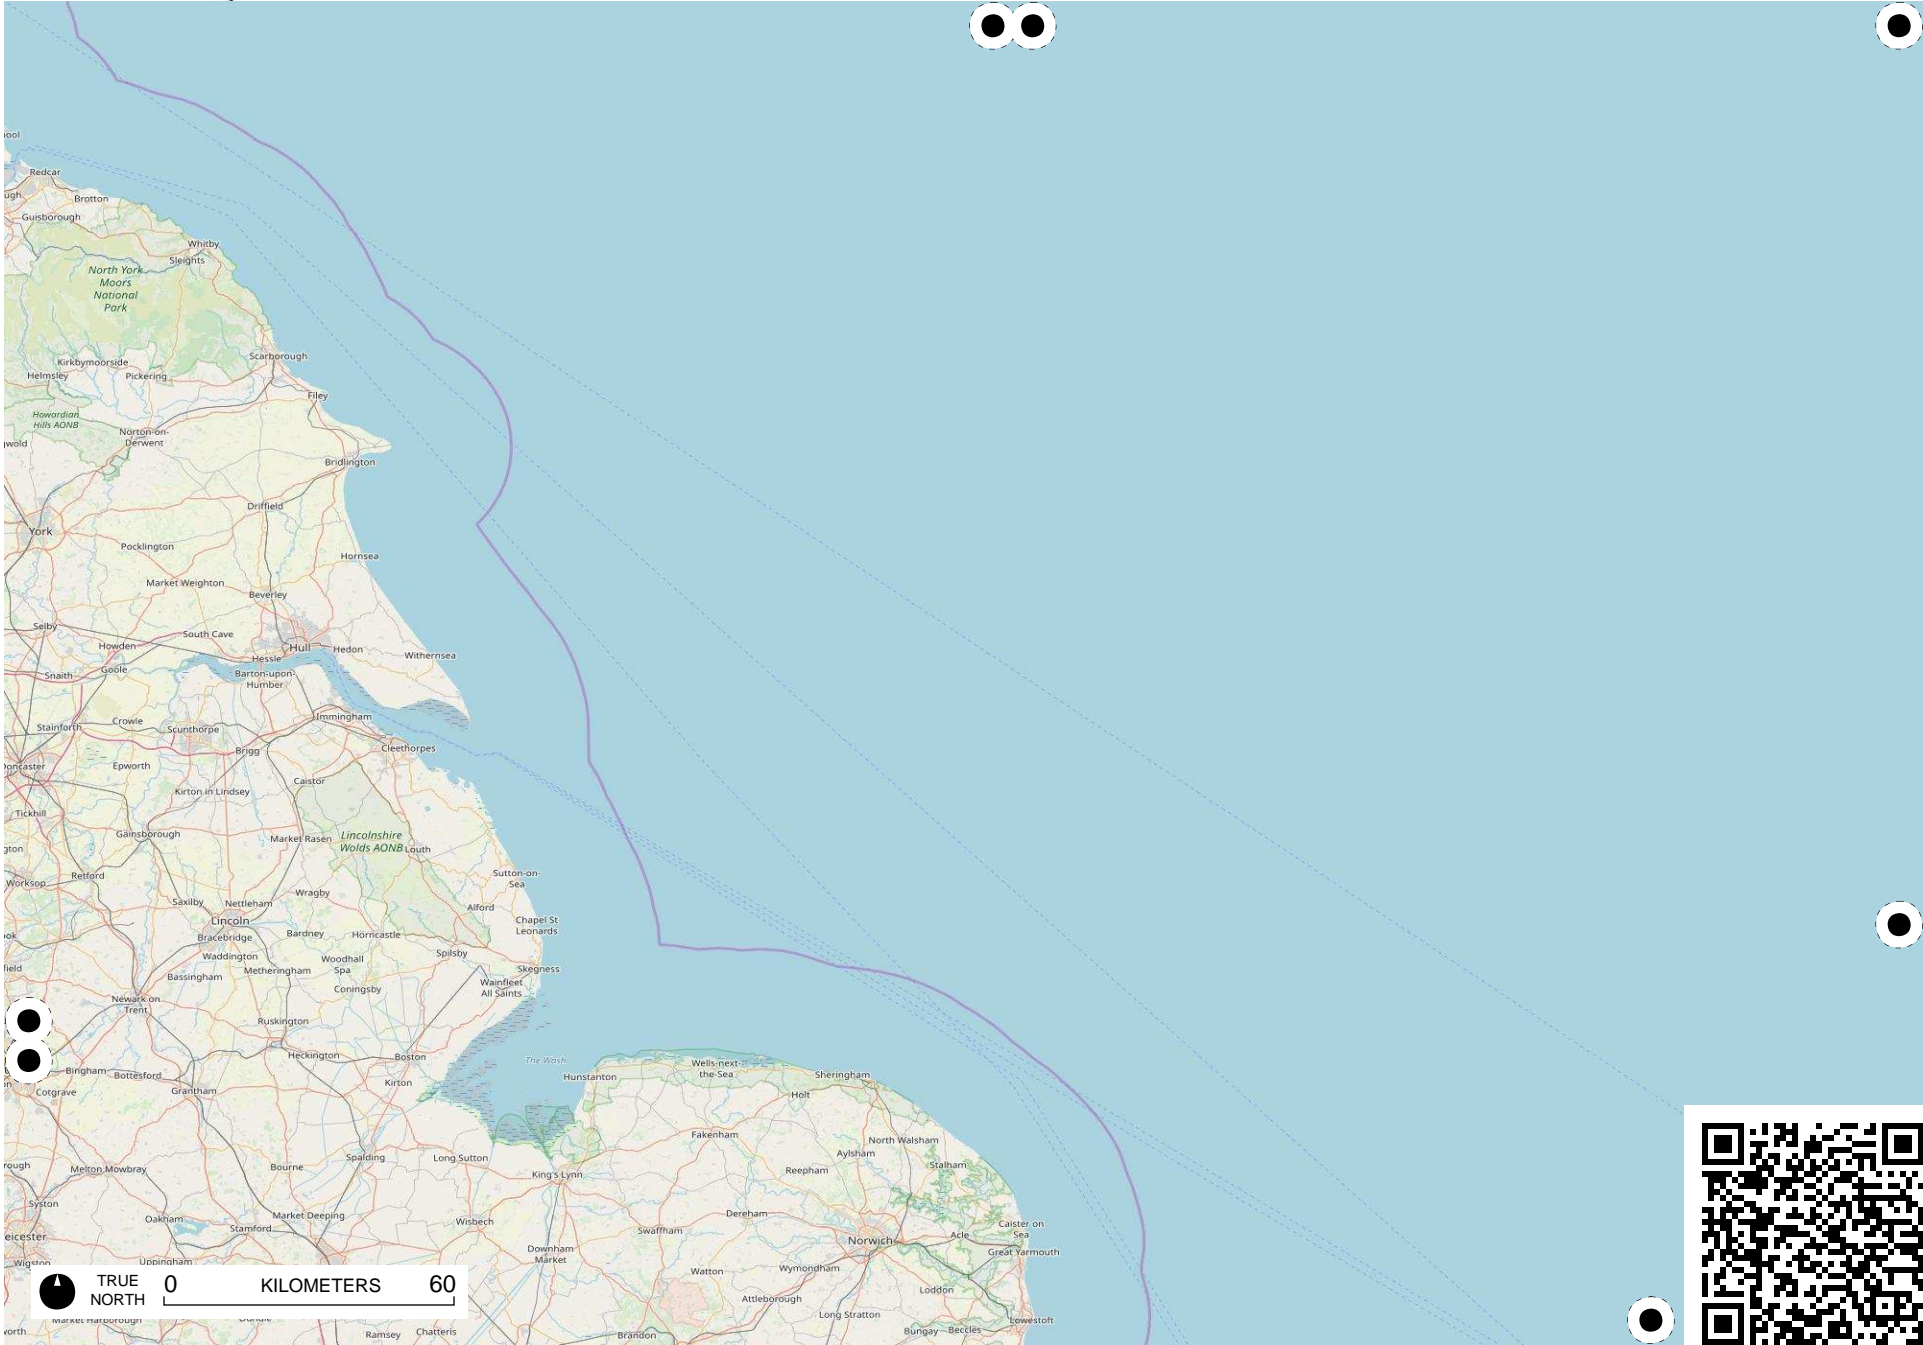 Redcar
Brotton
Guisborough
Whitby
Sleights
North York
Moors
National
Park
Scarborough
Kirkbymoorside
Helmsley
Pickering
Filey
Howardian
Hills AONB
Norton-on-
Derwent
Bridlington
Driffield
York
Pocklington
Hornsea
Market Weighton
Beverley
Selby
South Cave
Howden
Hull
Hedon
Withernsea
Hessle
Goole
Snaith
Barton-upon-
Humber
Immingham
Crowle
Stainforth
Scunthorpe
Cleethorpes
Brigg
Doncaster
Epworth
Caistor
Kirton in Lindsey
Tickhill
Gainsborough
Market Rasen
Lincolnshire
Wolds AONB
Louth
Sutton-on-
Sea
Retford
Worksop
Wragby
Saxilby
Nettleham
Alford
Lincoln
Chapel St
Leonards
Bracebridge
Bardney
Horncastle
Waddington
Woodhall
Spa
Spilsby
Bassingham
Metheringham
Skegness
Coningsby
Wainfleet
All Saints
Newark on
Trent
Ruskington
Heckington
Boston
The Wash
Wells-next-
the-Sea
Bingham
Bottesford
Kirton
Hunstanton
Sheringham
Cotgrave
Grantham
Holt
Fakenham
North Walsham
Aylsham
Spalding
Long Sutton
Stalham
Melton Mowbray
Bourne
King's Lynn
Reepham
Syston
Oakham
Market Deeping
Stamford
Wisbech
Dereham
Swaffham
Caister on
Sea
Acle
Norwich
eicester
Downham
Market
Great Yarmouth
Wigston
Uppingham
Watton
Wymondham
Loddon
Attleborough
Long Stratton
Lowestoft
Ramsey
Chatteris
Brandon
Bungay
Beccles
TRUE
NORTH
0 KILOMETERS 60